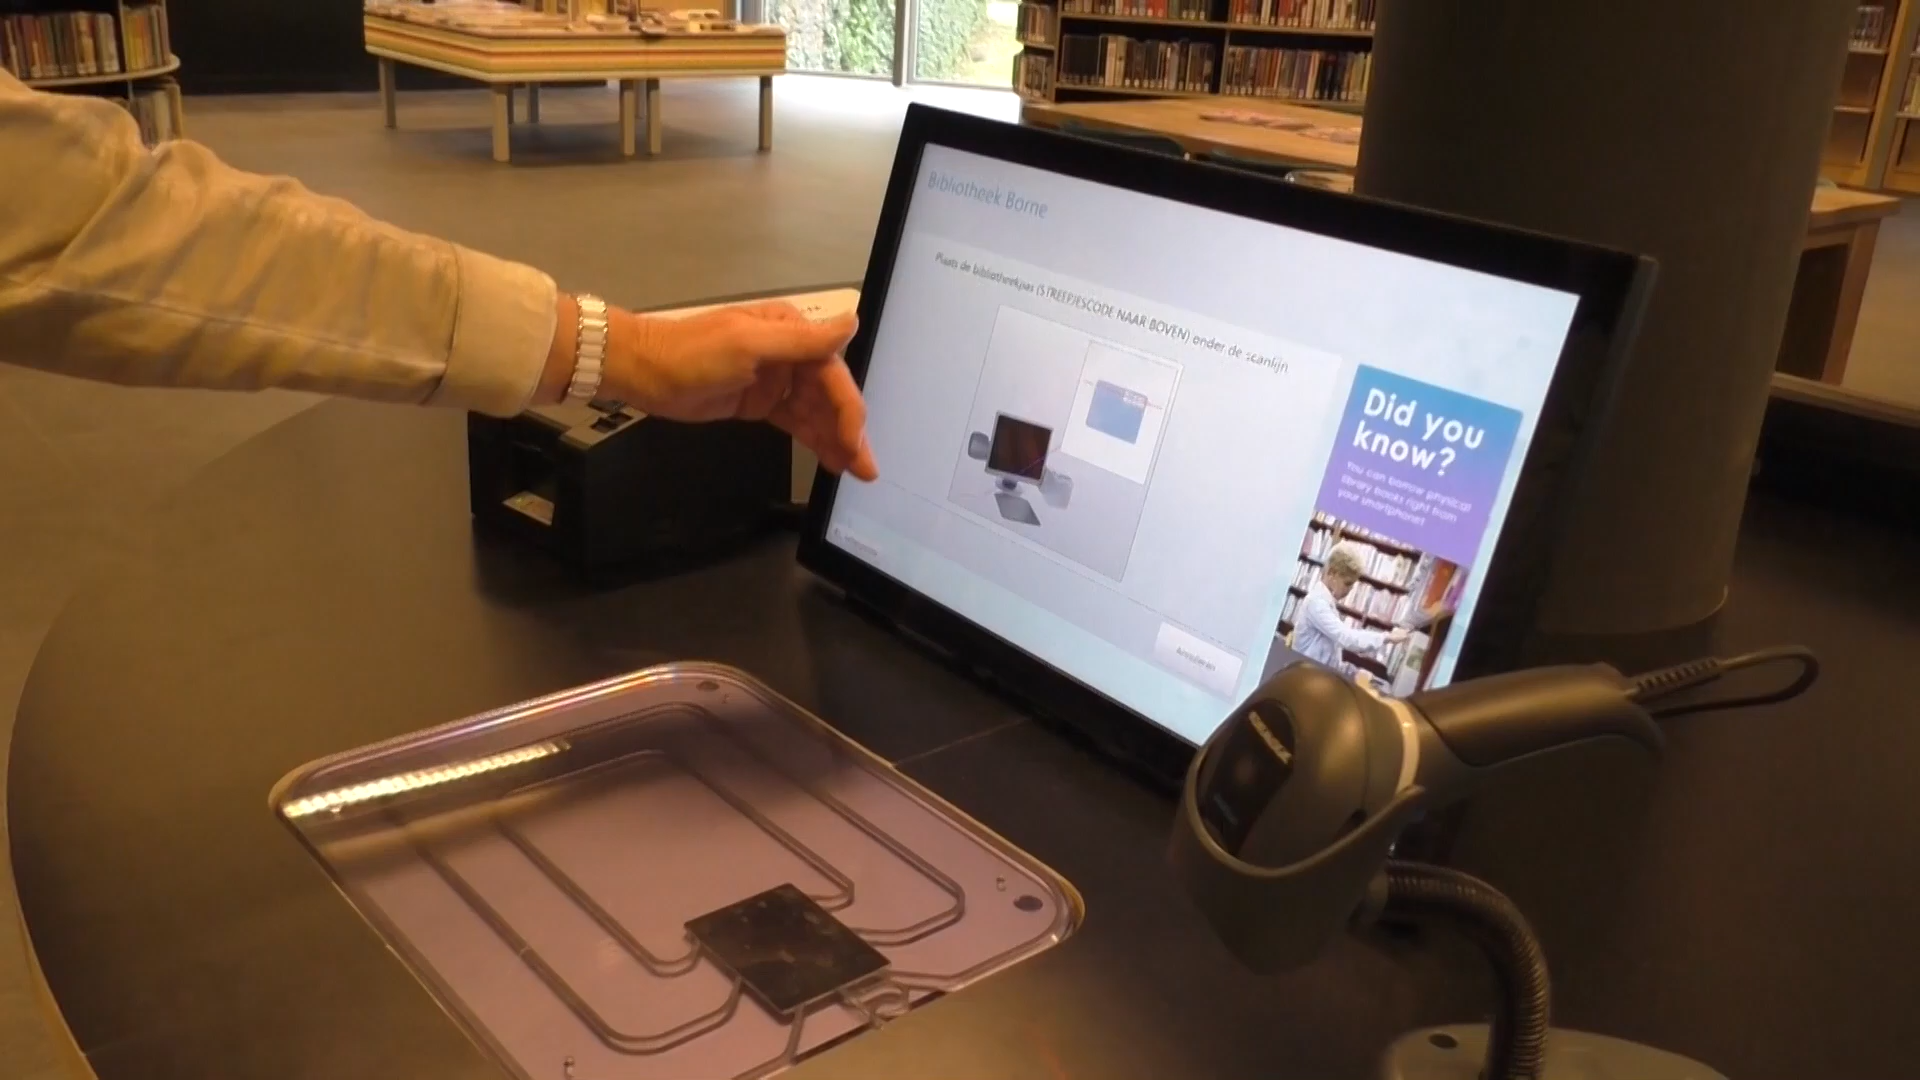 Bibliotheek Borne
Plaats de bibliotheekpas (STREEPJESCODE NAAR BOVEN) onder de scanlijn
Did you
know?
You can borrow physical
library books right from
your smartphone!
Annuleren